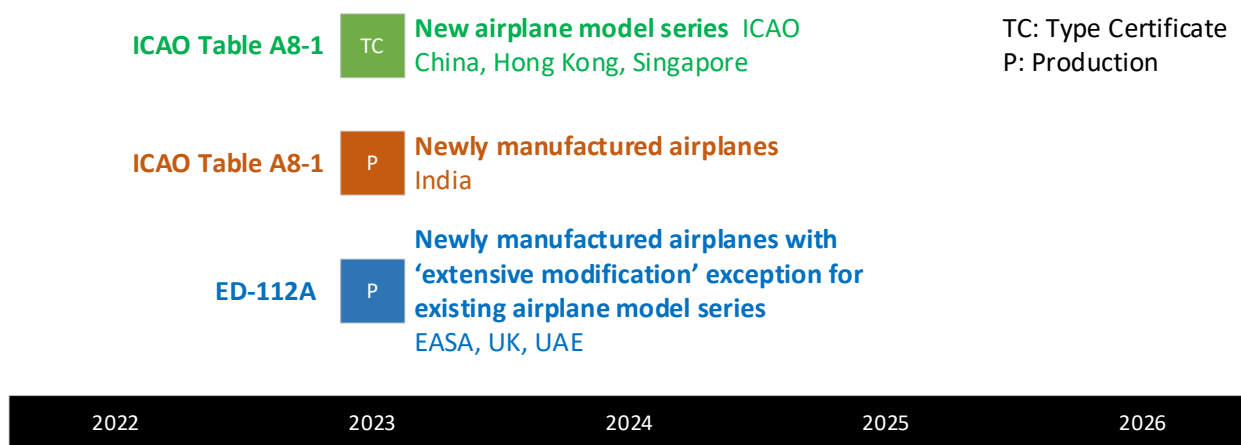 ICAO Table A8-1
TC
New airplane model series ICAO
China, Hong Kong, Singapore
TC: Type Certificate
P: Production
ICAO Table A8-1
P
Newly manufactured airplanes
India
ED-112A
P
Newly manufactured airplanes with
‘extensive modification’ exception for
existing airplane model series
EASA, UK, UAE
2022 2023 2024 2025 2026